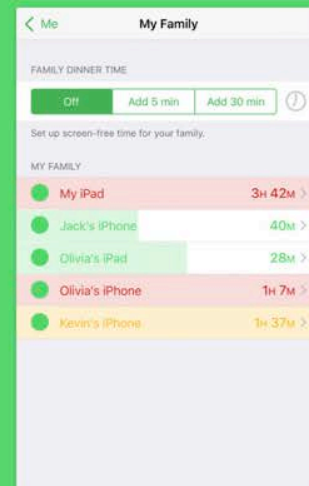 Me
My Family
FAMILY DINNER TIME
Off Add 5 min Add 30 min
Set up screen-free time for your family.
MY FAMILY
My iPad 3H 42M
Jack's iPhone 40M
Olivia's iPad 28M
Olivia's iPhone 1H 7M
Kevin's iPhone 1H 37M